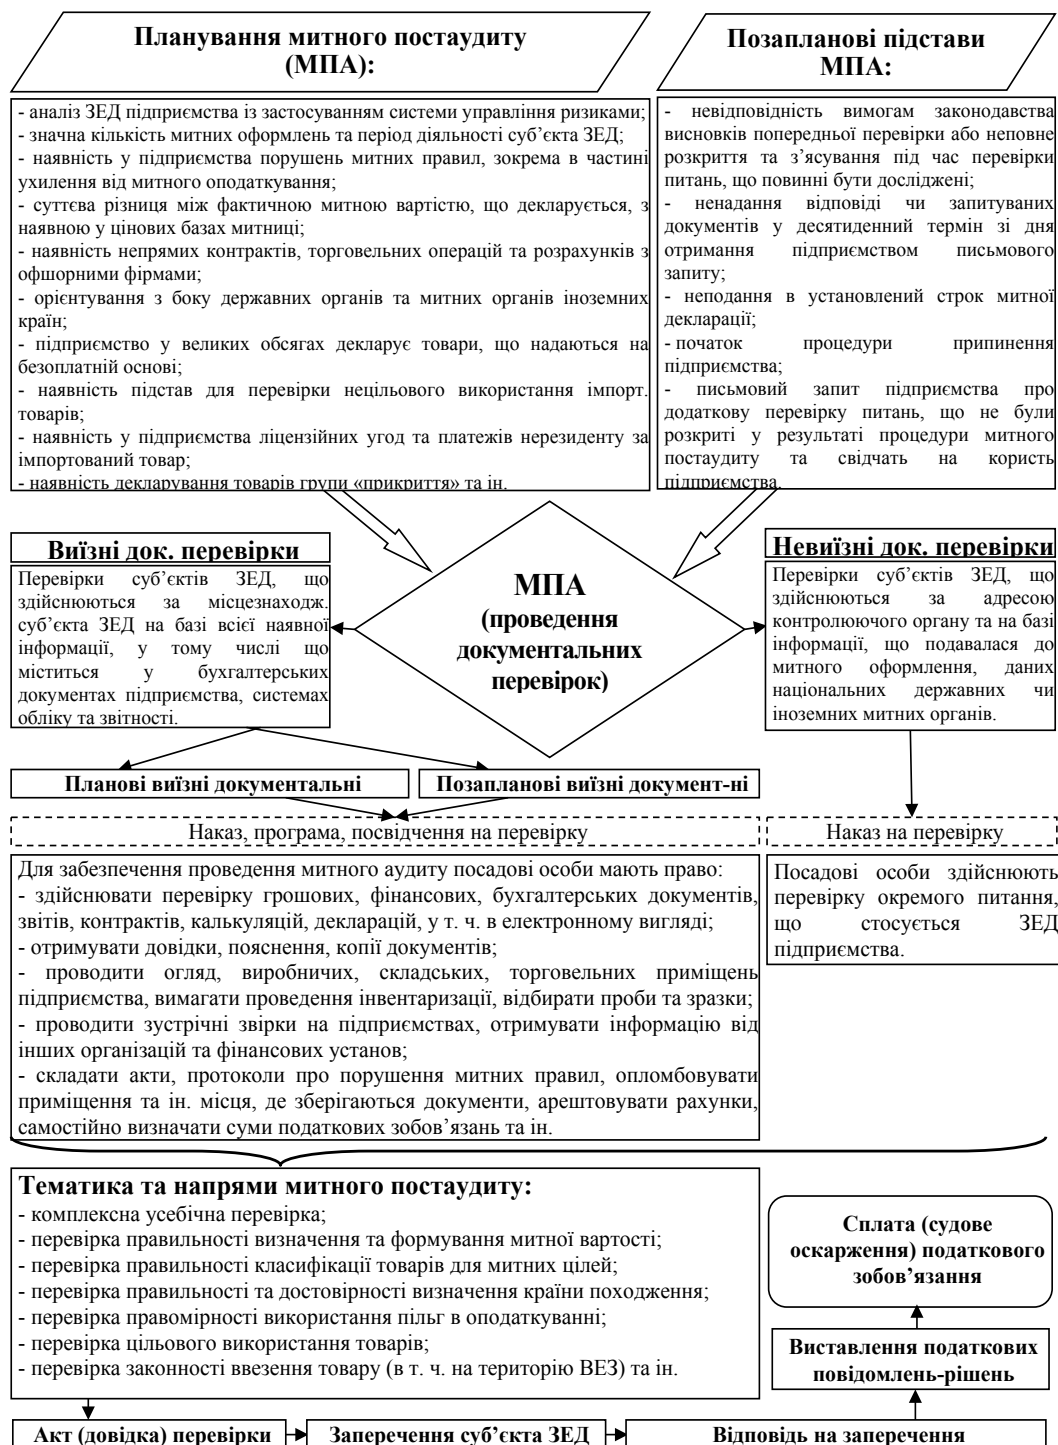 Планування митного постаудиту
(МПА):
Позапланові підстави
МПА:
- аналіз ЗЕД підприємства із застосуванням системи управління ризиками;
- значна кількість митних оформлень та період діяльності суб’єкта ЗЕД;
- наявність у підприємства порушень митних правил, зокрема в частині
ухилення від митного оподаткування;
- суттєва різниця між фактичною митною вартістю, що декларується, з
наявною у цінових базах митниці;
- наявність непрямих контрактів, торговельних операцій та розрахунків з
офшорними фірмами;
- орієнтування з боку державних органів та митних органів іноземних
країн;
- підприємство у великих обсягах декларує товари, що надаються на
безоплатній основі;
- наявність підстав для перевірки нецільового використання імпорт.
товарів;
- наявність у підприємства ліцензійних угод та платежів нерезиденту за
імпортований товар;
- наявність декларування товарів групи «прикриття» та ін.
- невідповідність вимогам законодавства
висновків попередньої перевірки або неповне
розкриття та з’ясування під час перевірки
питань, що повинні бути досліджені;
- ненадання відповіді чи запитуваних
документів у десятиденний термін зі дня
отримання підприємством письмового
запиту;
- неподання в установлений строк митної
декларації;
- початок процедури припинення
підприємства;
- письмовий запит підприємства про
додаткову перевірку питань, що не були
розкриті у результаті процедури митного
постаудиту та свідчать на користь
підприємства.
Виїзні док. перевірки
Перевірки суб’єктів ЗЕД, що
здійснюються за місцезнаходж.
суб’єкта ЗЕД на базі всієї наявної
інформації, у тому числі що
міститься у бухгалтерських
документах підприємства, системах
обліку та звітності.
МПА
(проведення
документальних
перевірок)
Невиїзні док. перевірки
Перевірки суб’єктів ЗЕД, що
здійснюються за адресою
контролюючого органу та на базі
інформації, що подавалася до
митного оформлення, даних
національних державних чи
іноземних митних органів.
Планові виїзні документальні
Позапланові виїзні документ-ні
Наказ, програма, посвідчення на перевірку
Наказ на перевірку
Для забезпечення проведення митного аудиту посадові особи мають право:
- здійснювати перевірку грошових, фінансових, бухгалтерських документів,
звітів, контрактів, калькуляцій, декларацій, у т. ч. в електронному вигляді;
- отримувати довідки, пояснення, копії документів;
- проводити огляд, виробничих, складських, торговельних приміщень
підприємства, вимагати проведення інвентаризації, відбирати проби та зразки;
- проводити зустрічні звірки на підприємствах, отримувати інформацію від
інших організацій та фінансових установ;
- складати акти, протоколи про порушення митних правил, опломбовувати
приміщення та ін. місця, де зберігаються документи, арештовувати рахунки,
самостійно визначати суми податкових зобов’язань та ін.
Посадові особи здійснюють
перевірку окремого питання,
що стосується ЗЕД
підприємства.
Тематика та напрями митного постаудиту:
- комплексна усебічна перевірка;
- перевірка правильності визначення та формування митної вартості;
- перевірка правильності класифікації товарів для митних цілей;
- перевірка правильності та достовірності визначення країни походження;
- перевірка правомірності використання пільг в оподаткуванні;
- перевірка цільового використання товарів;
- перевірка законності ввезення товару (в т. ч. на територію ВЕЗ) та ін.
Сплата (судове
оскарження) податкового
зобов’язання
Виставлення податкових
повідомлень-рішень
Акт (довідка) перевірки
Заперечення суб’єкта ЗЕД
Відповідь на заперечення